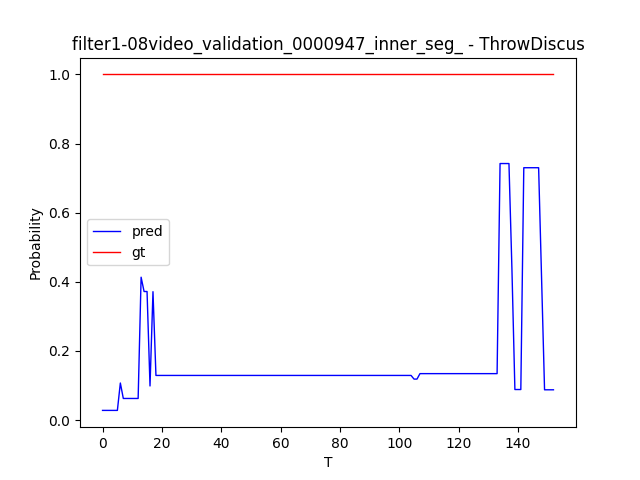 filter1-08video_validation_0000947_inner_seg_ - ThrowDiscus
1.0
0.8
0.6
0.4
0.2
0.0
Probability
pred
gt
0 20 40 60 80 100 120 140
T